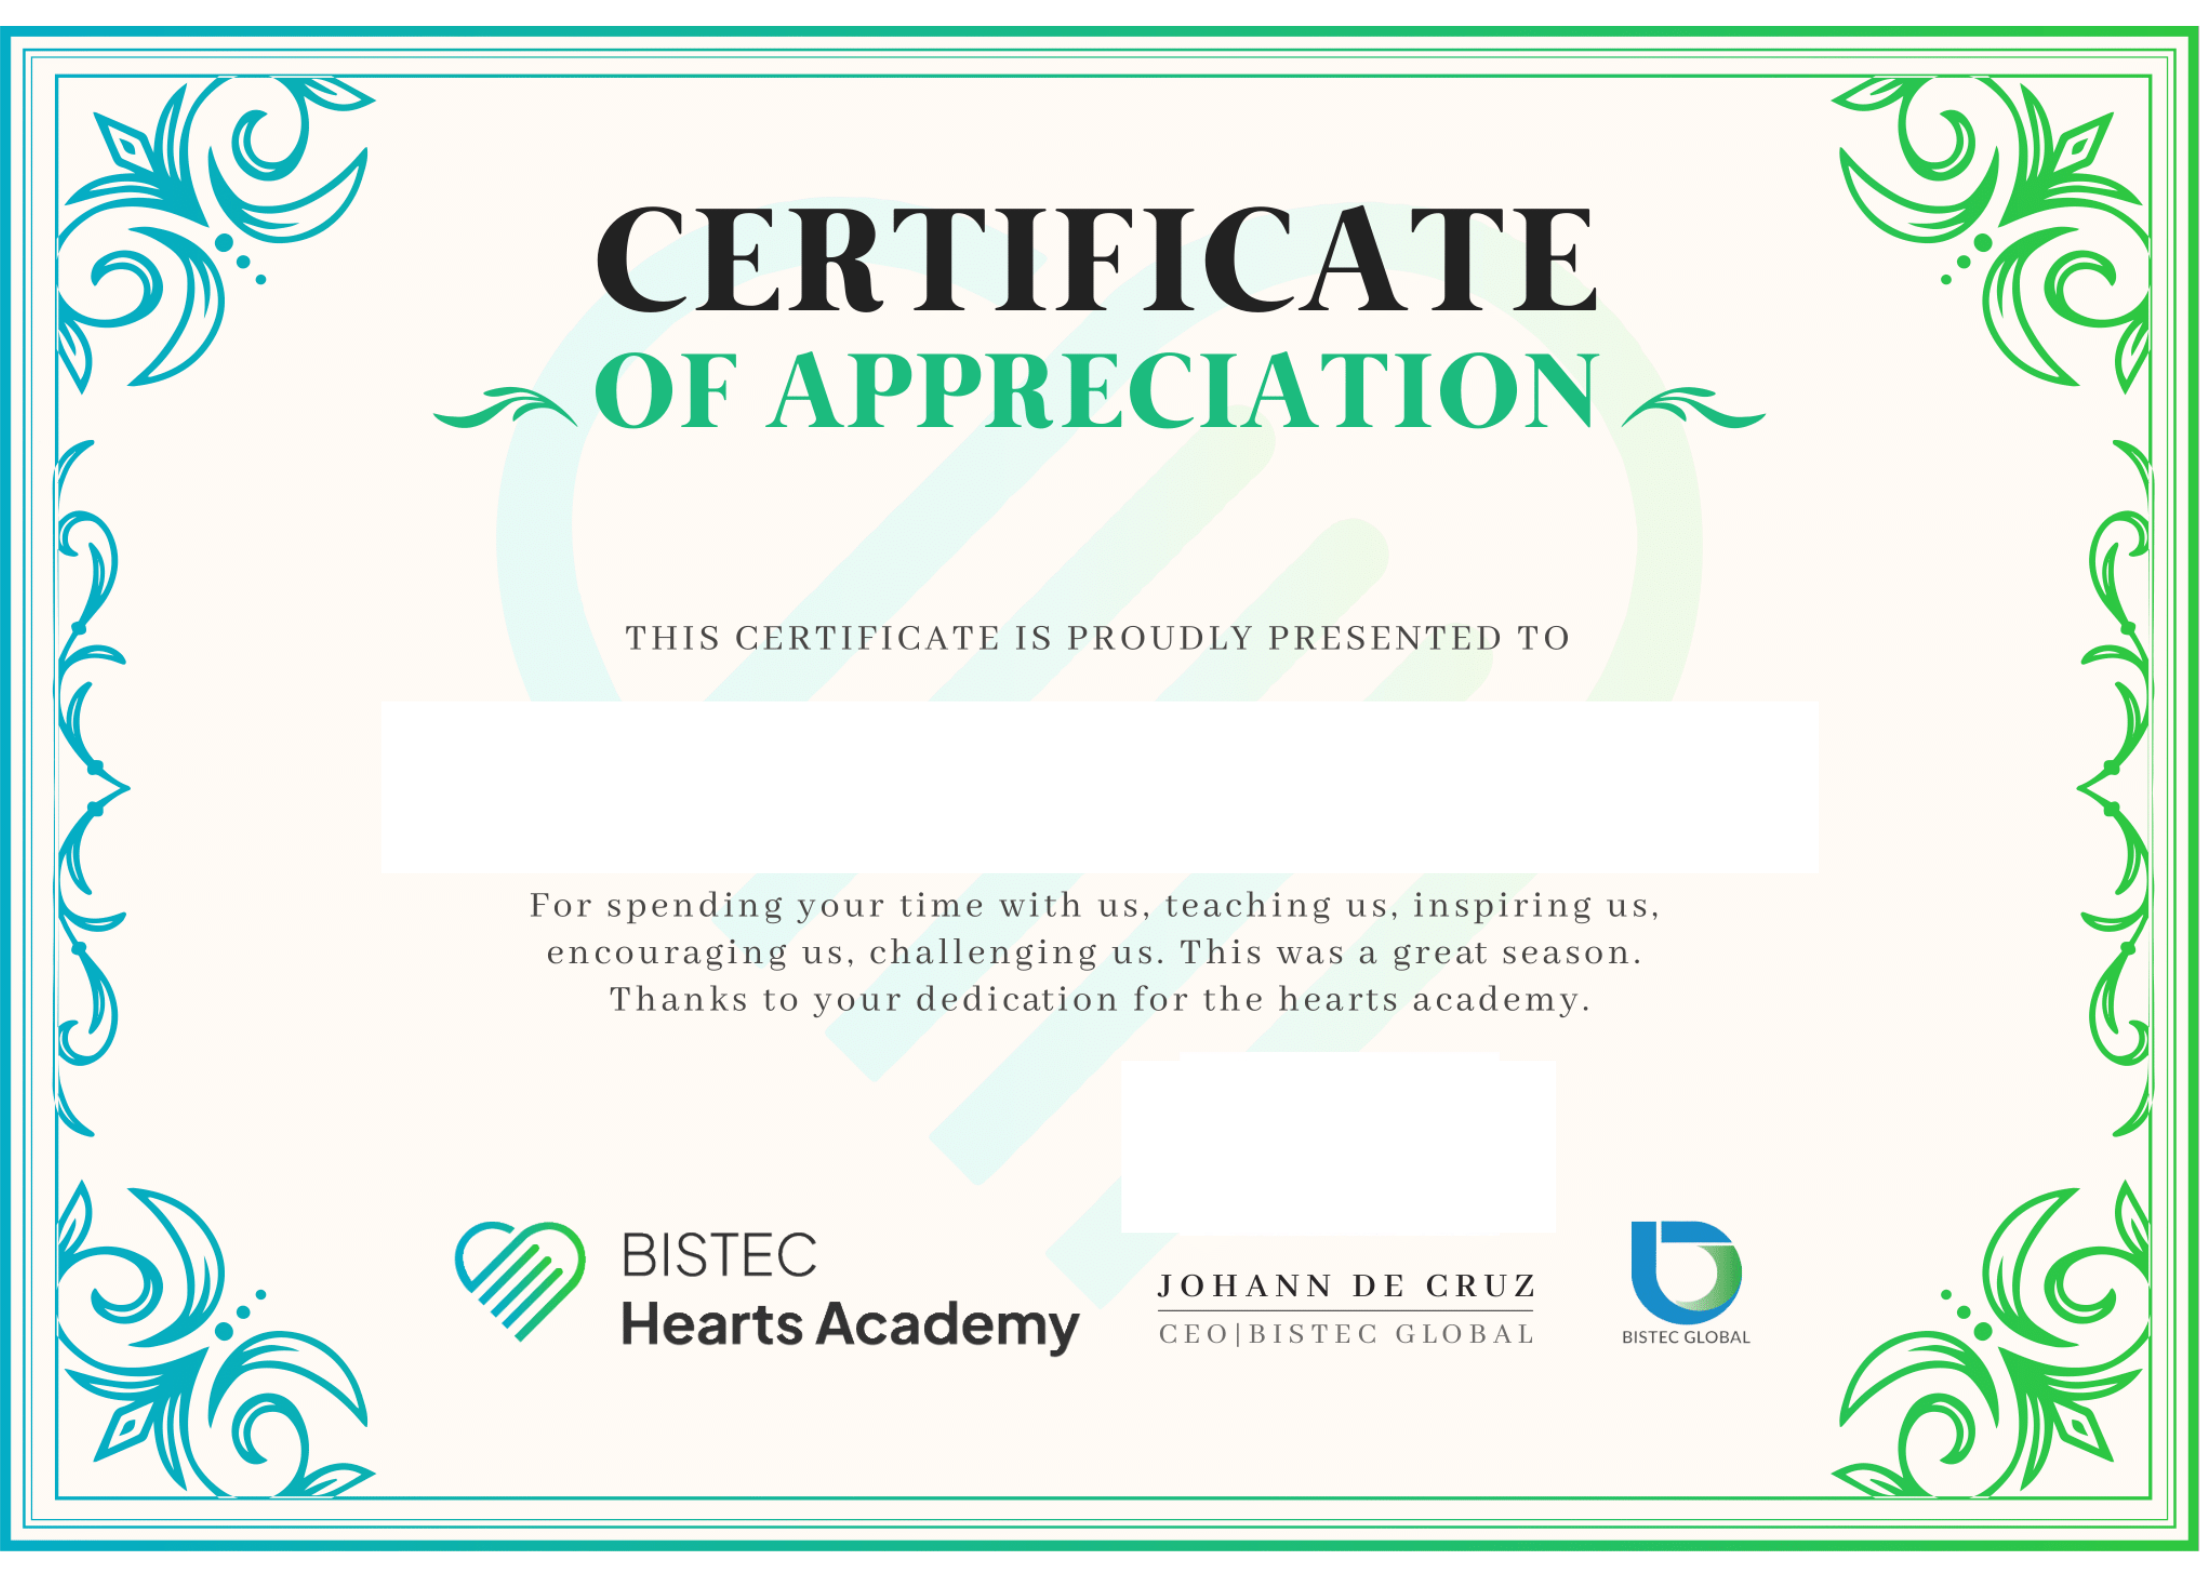 CERTIFICATE
OF APPRECIATION
THIS CERTIFICATE IS PROUDLY PRESENTED TO
For spending your time with us, teaching us, inspiring us,
encouraging us, challenging us. This was a great season.
Thanks to your dedication for the hearts academy.
BISTEC
Hearts Academy
JOHANN DE CRUZ
CEO|BISTEC GLOBAL
BISTEC GLOBAL